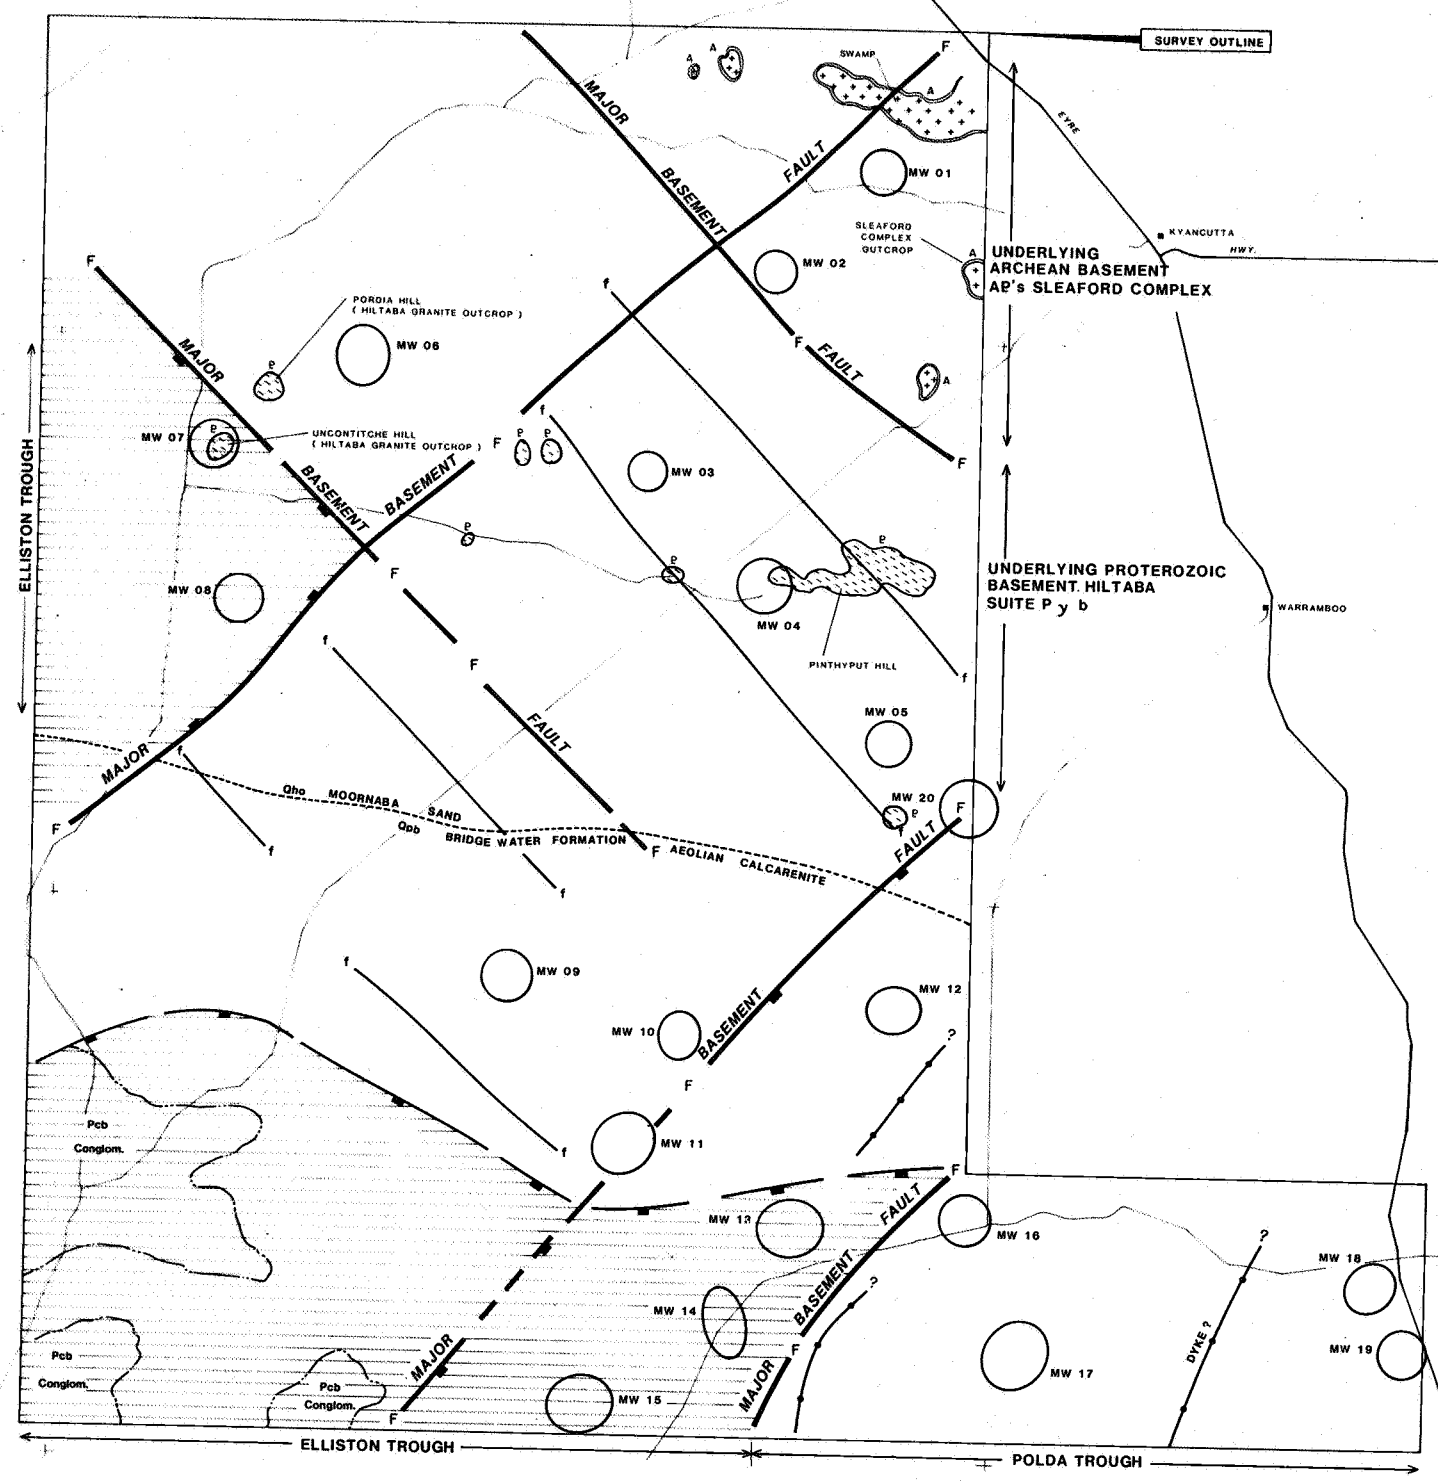 SURVEY OUTLINE
SWAMP
A
A
A
F
EYRE
MAJOR
BASEMENT
FAULT
MW 01
KYANCUTTA
HWY.
SLEAFORD
COMPLEX
OUTCROP
A
UNDERLYING
ARCHEAN BASEMENT
AP's SLEAFORD COMPLEX
MW 02
F
f
PORDIA HILL
( HILTABA GRANITE OUTCROP )
MW 06
MAJOR
P
F
FAULT
A
F
ELLISTON TROUGH
MW 07
P
UNCONTITCHE HILL
( HILTABA GRANITE OUTCROP )
F
f
P
P
MW 03
BASEMENT
BASEMENT
P
P
P
UNDERLYING PROTEROZOIC
BASEMENT. HILTABA
SUITE P γ b
WARRAMBOO
MW 08
F
MW 04
PINTHYPUT HILL
f
F
f
MW 05
FAULT
MAJOR
f
MW 20
P
F
F
Qho MOORNABA SAND
Qpb BRIDGE WATER FORMATION
F
AEOLIAN CALCARENITE
FAULT
f
f
f
MW 09
MW 12
MW 10
BASEMENT
?
F
Pcb
Conglom.
MW 11
f
F
MW 13
FAULT
MW 16
?
MW 18
BASEMENT
?
MW 14
MAJOR
F
DYKE ?
MW 19
Pcb
Conglom.
MW 17
Pcb
Conglom.
F
MW 15
MAJOR
ELLISTON TROUGH
POLDA TROUGH